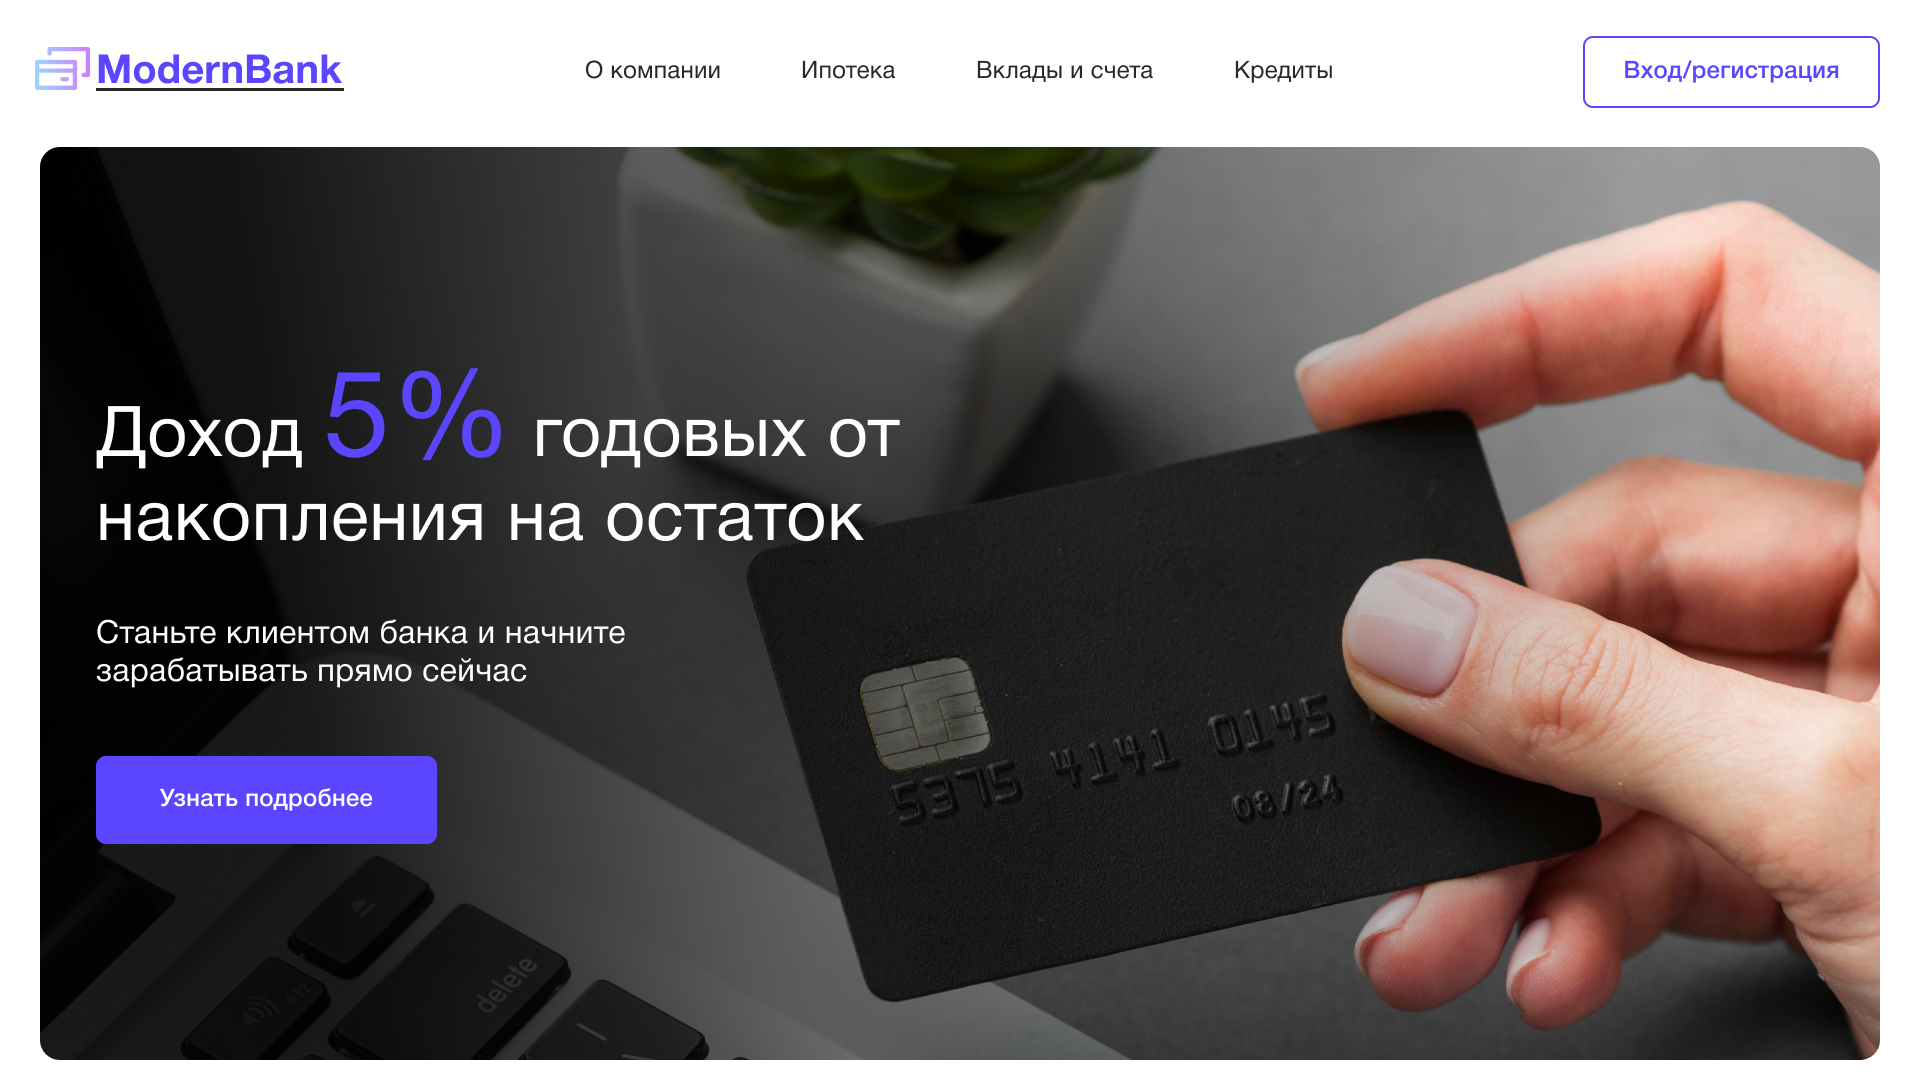 ModernBank
О компании
Ипотека
Вклады и счета
Кредиты
Вход/регистрация
Доход 5% годовых от
накопления на остаток
Станьте клиентом банка и начните
зарабатывать прямо сейчас
Узнать подробнее
5375 4141 0145
08/24
delete
F12